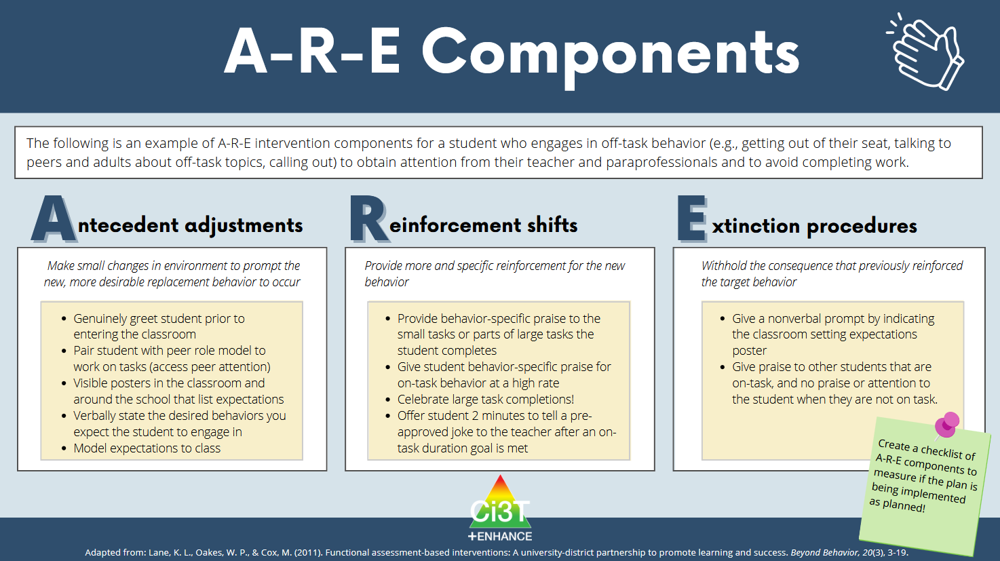 A-R-E Components
The following is an example of A-R-E intervention components for a student who engages in off-task behavior (e.g., getting out of their seat, talking to
peers and adults about off-task topics, calling out) to obtain attention from their teacher and paraprofessionals and to avoid completing work.
Antecedent adjustments
Make small changes in environment to prompt the
new, more desirable replacement behavior to occur
• Genuinely greet student prior to
entering the classroom
• Pair student with peer role model to
work on tasks (access peer attention)
• Visible posters in the classroom and
around the school that list expectations
• Verbally state the desired behaviors you
expect the student to engage in
• Model expectations to class
Reinforcement shifts
Provide more and specific reinforcement for the new
behavior
• Provide behavior-specific praise to the
small tasks or parts of large tasks the
student completes
• Give student behavior-specific praise for
on-task behavior at a high rate
• Celebrate large task completions!
• Offer student 2 minutes to tell a pre-
approved joke to the teacher after an on-
task duration goal is met
Extinction procedures
Withhold the consequence that previously reinforced
the target behavior
• Give a nonverbal prompt by indicating
the classroom setting expectations
poster
• Give praise to other students that are
on-task, and no praise or attention to
the student when they are not on task.
Create a checklist of
A-R-E components to
measure if the plan is
being implemented
as planned!
Ci3T
+ENHANCE
Adapted from: Lane, K. L., Oakes, W. P., & Cox, M. (2011). Functional assessment-based interventions: A university-district partnership to promote learning and success. Beyond Behavior, 20(3), 3-19.